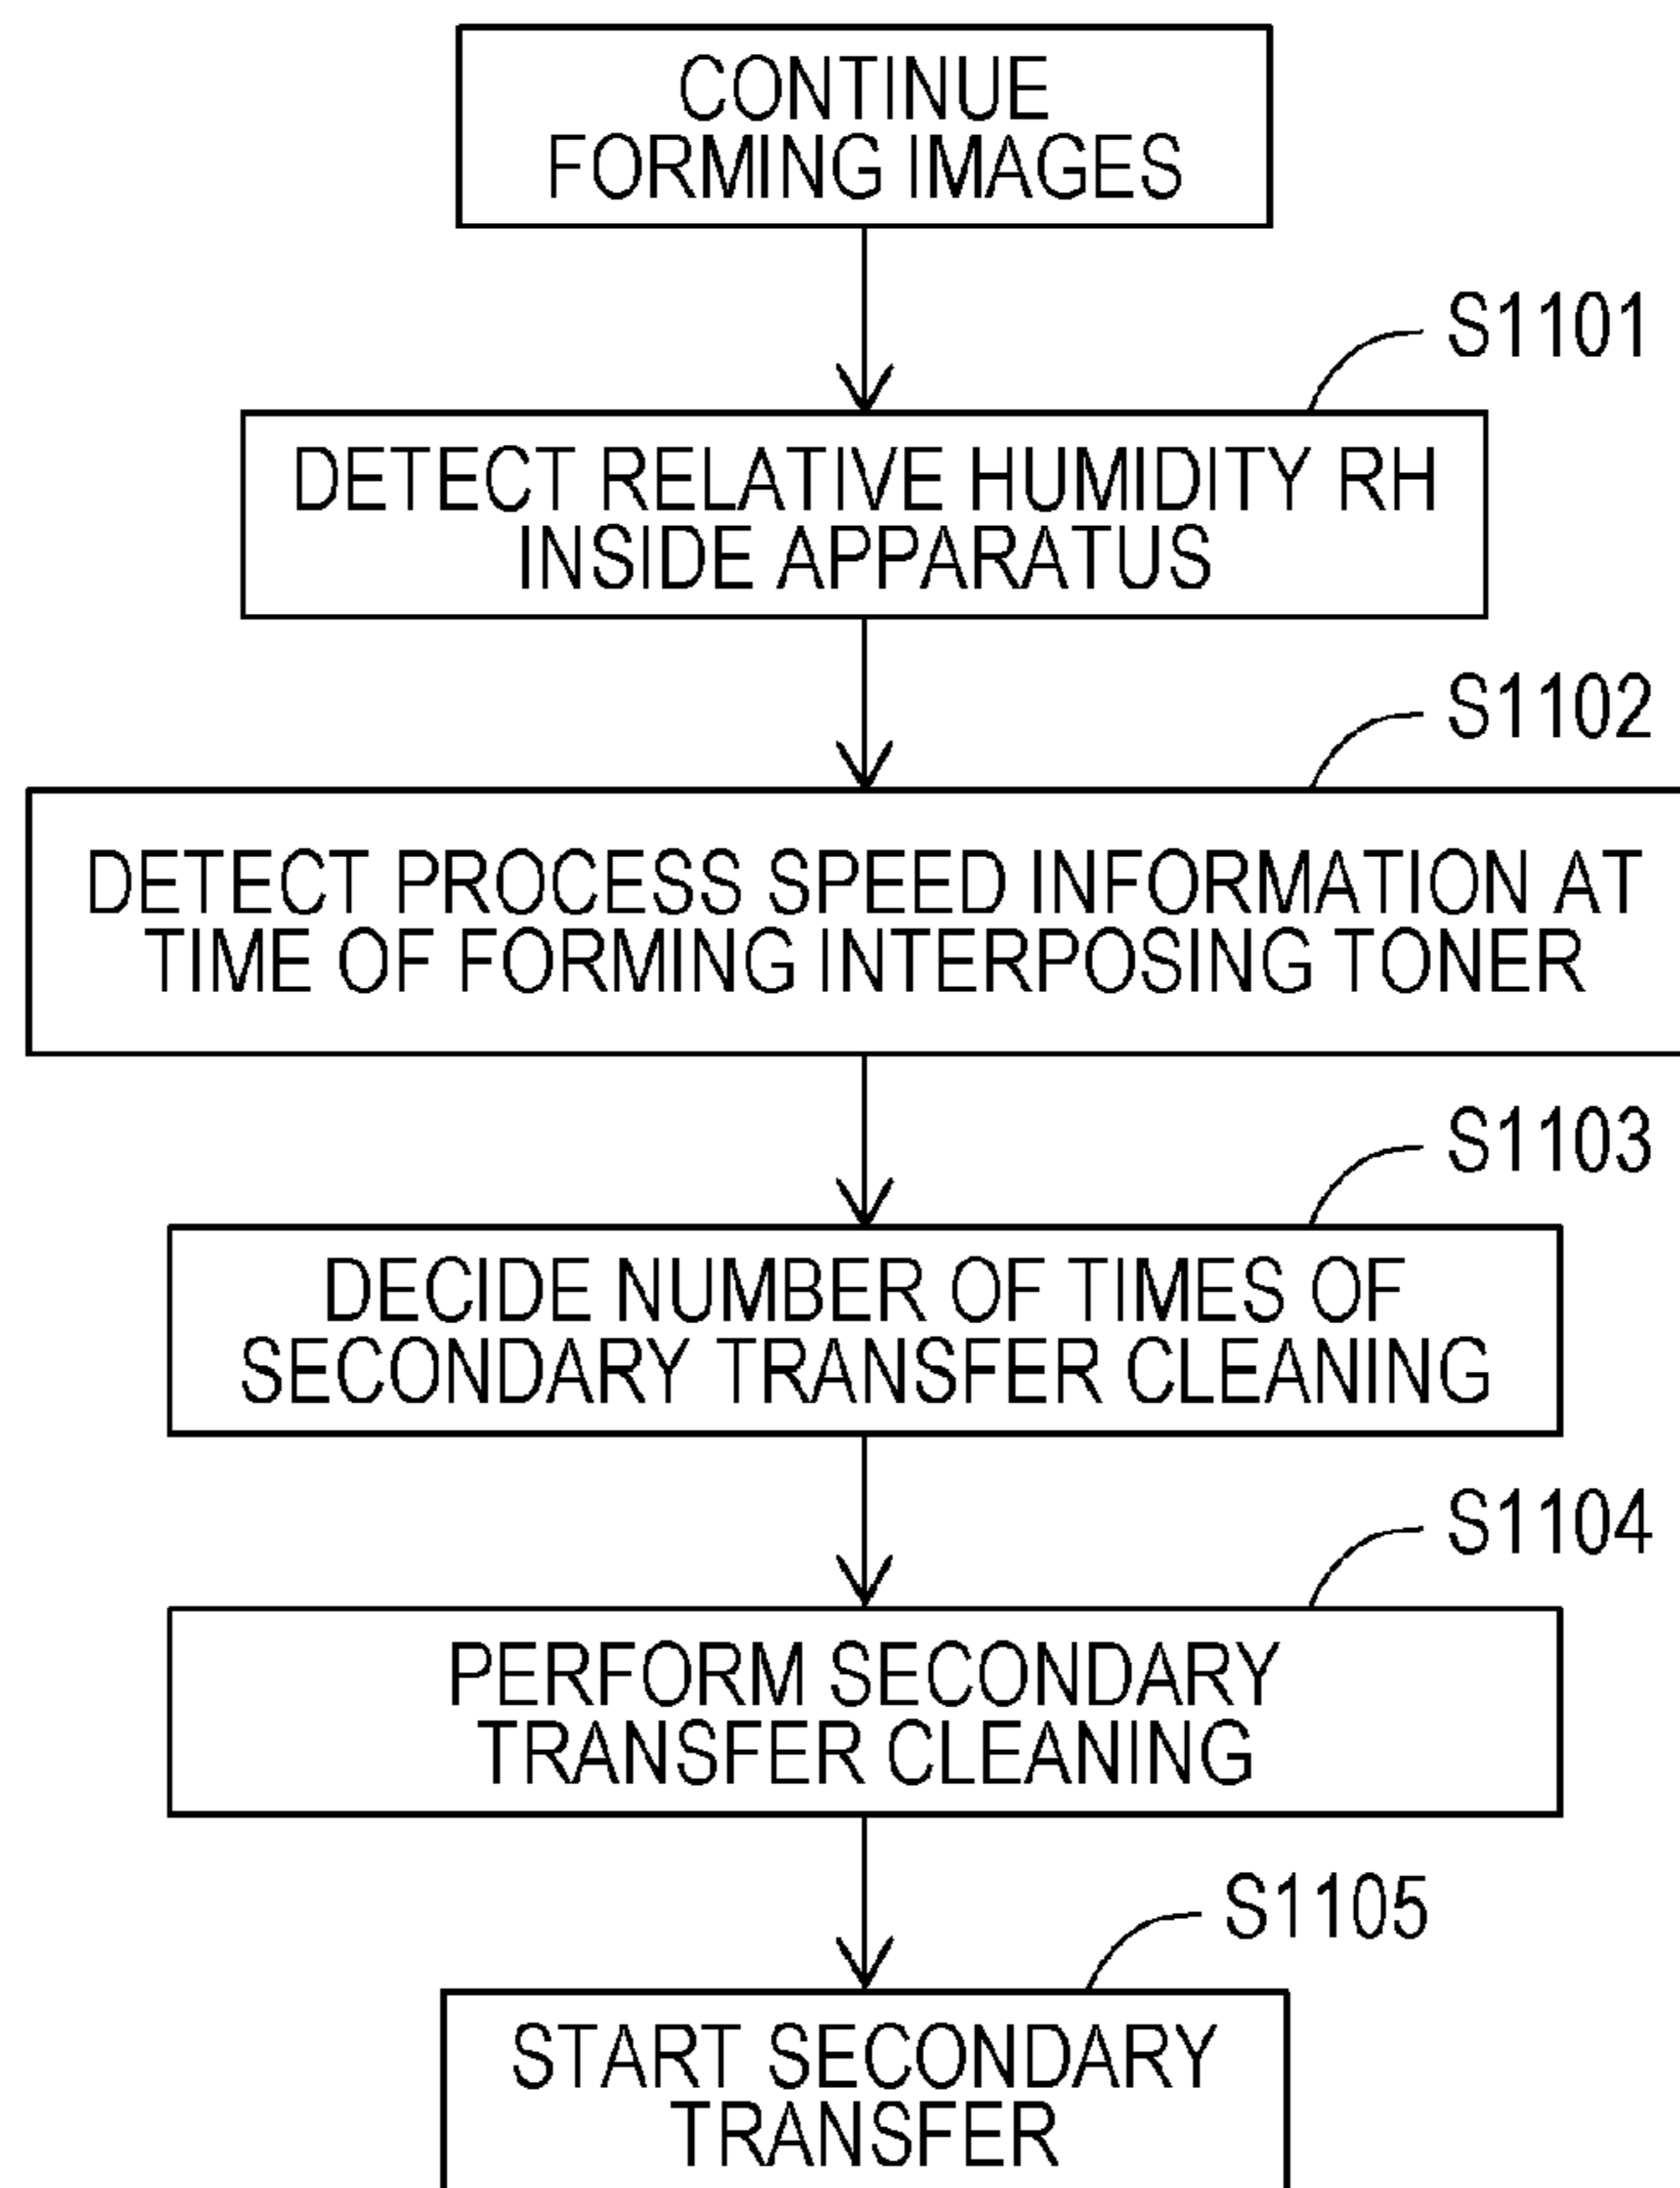 CONTINUE
FORMING IMAGES
S1101
DETECT RELATIVE HUMIDITY RH
INSIDE APPARATUS
S1102
DETECT PROCESS SPEED INFORMATION AT
TIME OF FORMING INTERPOSING TONER
S1103
DECIDE NUMBER OF TIMES OF
SECONDARY TRANSFER CLEANING
S1104
PERFORM SECONDARY
TRANSFER CLEANING
S1105
START SECONDARY
TRANSFER